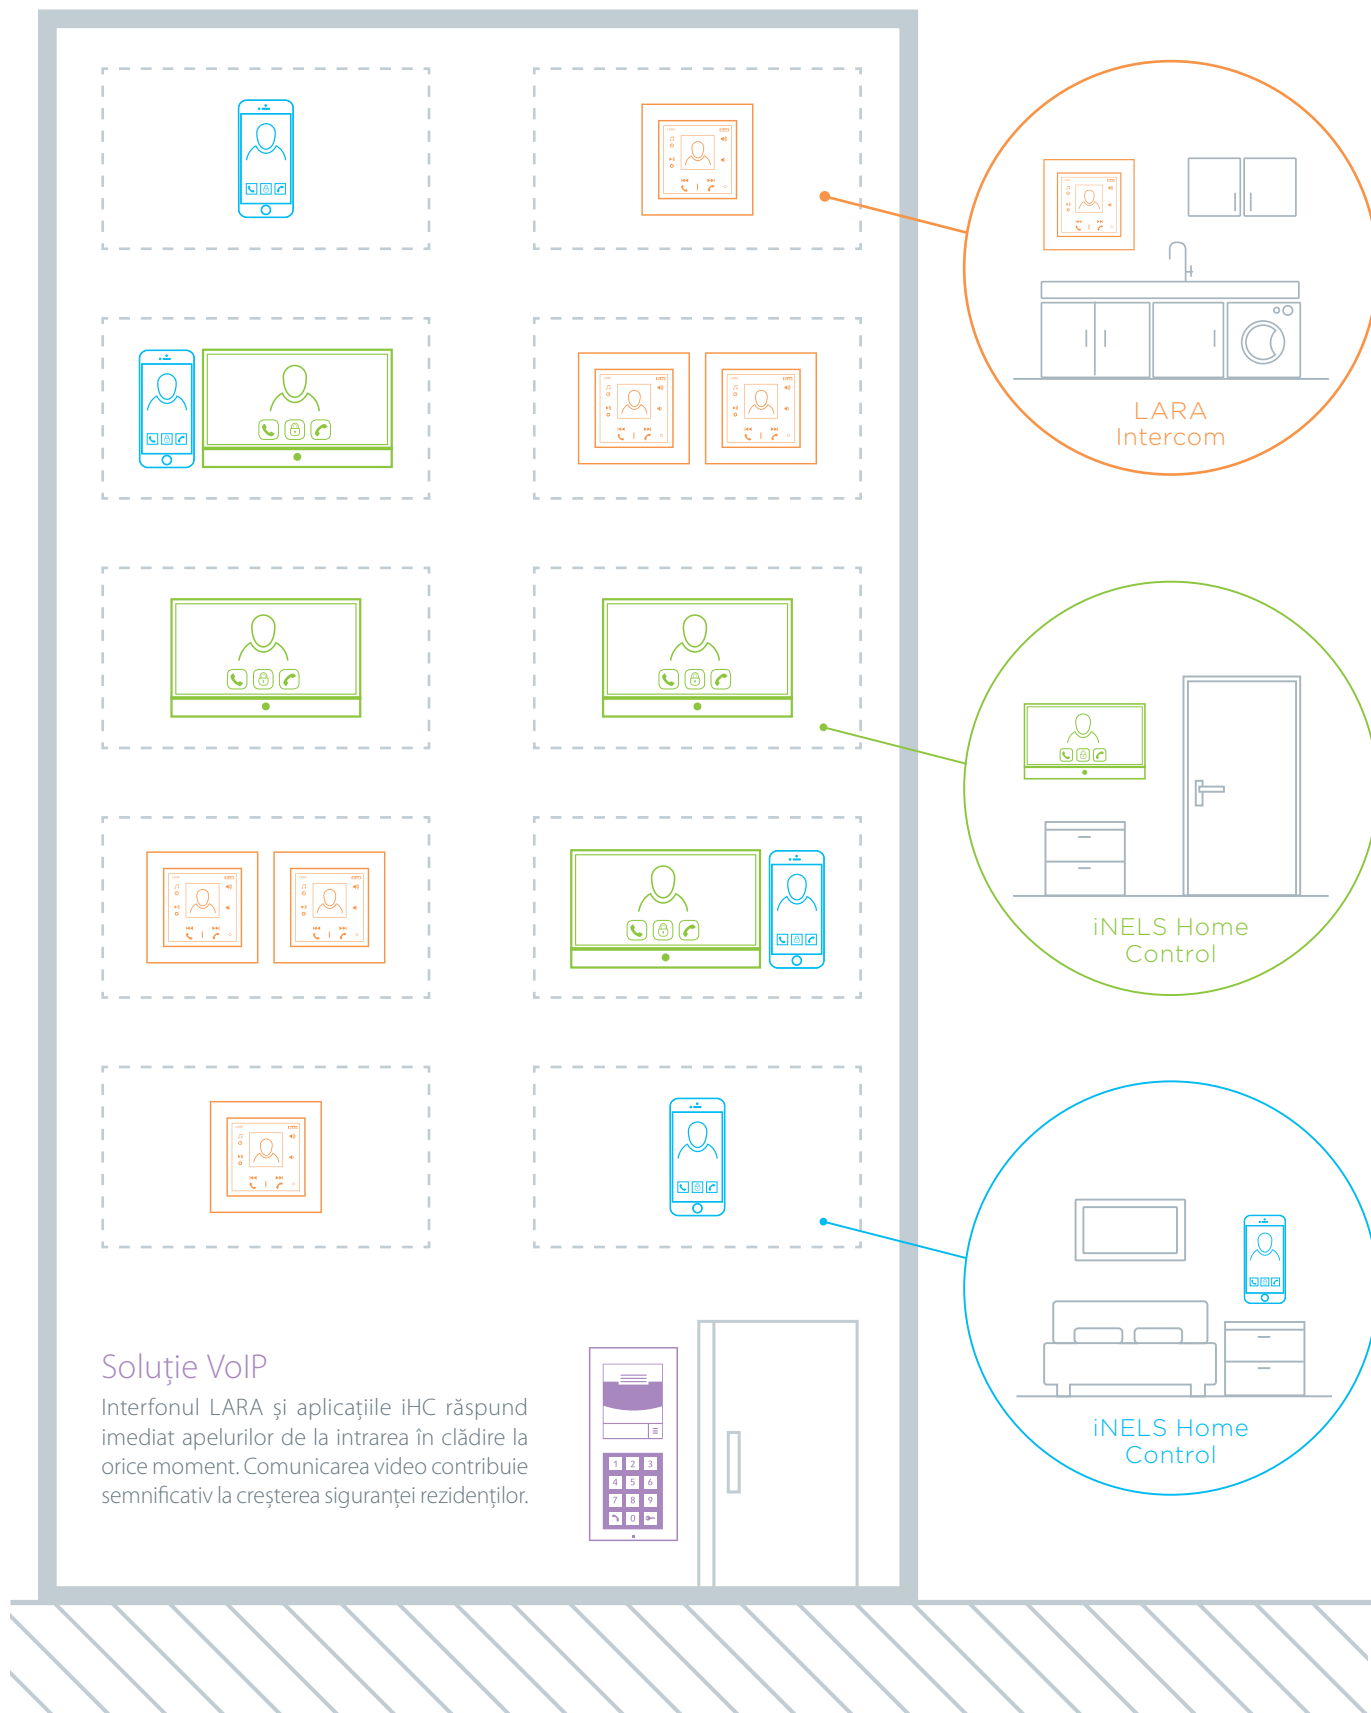 LARA
Intercom
iNELS Home
Control
iNELS Home
Control
Soluție VoIP
Interfonul LARA și aplicațiile iHC răspund
imediat apelurilor de la intrarea în clădire la
orice moment. Comunicarea video contribuie
semnificativ la creșterea siguranței rezidenților.
1 2 3
4 5 6
7 8 9
0